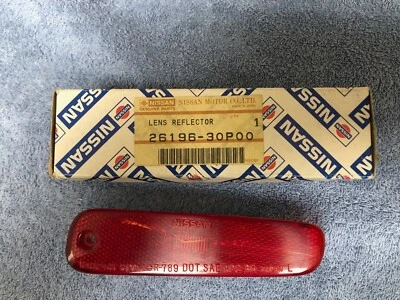 NISSAN NISSAN MOTOR CO., LTD.
GENUINE PARTS
LENS REFLECTOR 1
26196-30P00
NISSAN
NISSAN
NISSAN
NISSAN
NISSAN
789 DOT SAE
L